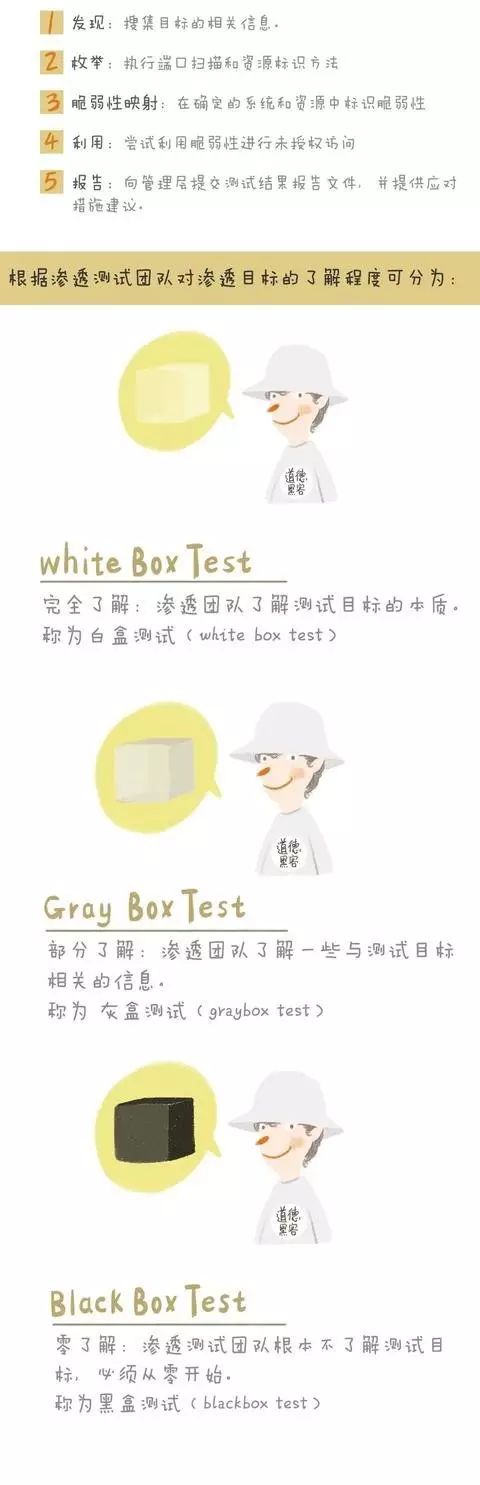 1 发现：搜集目标的相关信息。
2 枚举：执行端口扫描和资源标识方法
3 脆弱性映射：在确定的系统和资源中标识脆弱性
4 利用：尝试利用脆弱性进行未授权访问
5 报告：向管理层提交测试结果报告文件，并提供应对
措施建议。
根据渗透测试团队对渗透目标的了解程度可分为：
道德
黑客
white Box Test
完全了解：渗透团队了解测试目标的本质。
称为白盒测试（white box test）
道德
黑客
Gray Box Test
部分了解：渗透团队了解一些与测试目标
相关的信息。
称为 灰盒测试（graybox test）
道德
黑客
Black Box Test
零了解：渗透测试团队根本不了解测试目
标，必须从零开始。
称为黑盒测试（blackbox test）